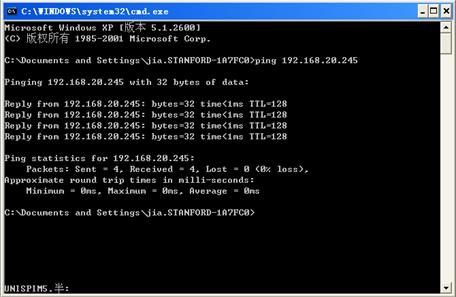 C:\WINDOWS\system32\cmd.exe
Microsoft Windows XP [版本 5.1.2600]
(C) 版权所有 1985-2001 Microsoft Corp.
C:\Documents and Settings\jia.STANFORD-1A7FC0>ping 192.168.20.245
Pinging 192.168.20.245 with 32 bytes of data:
Reply from 192.168.20.245: bytes=32 time<1ms TTL=128
Reply from 192.168.20.245: bytes=32 time<1ms TTL=128
Reply from 192.168.20.245: bytes=32 time<1ms TTL=128
Reply from 192.168.20.245: bytes=32 time<1ms TTL=128
Ping statistics for 192.168.20.245:
    Packets: Sent = 4, Received = 4, Lost = 0 (0% loss),
Approximate round trip times in milli-seconds:
    Minimum = 0ms, Maximum = 0ms, Average = 0ms
C:\Documents and Settings\jia.STANFORD-1A7FC0>
UNISPIM5.半: